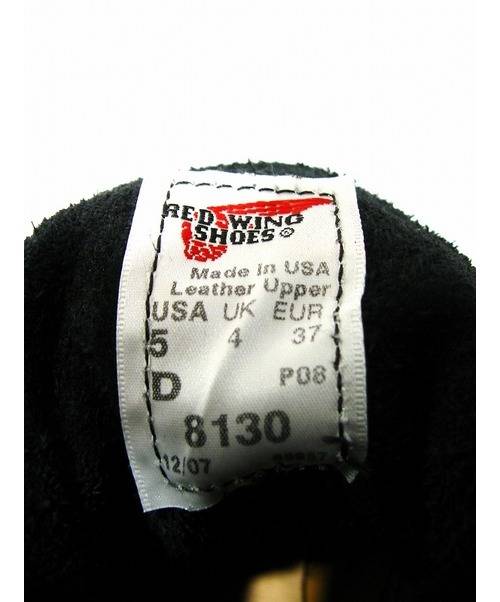 RED WING
SHOES®
Made in USA
Leather Upper
USA UK EUR
5 4 37
D P08
8130
12/07